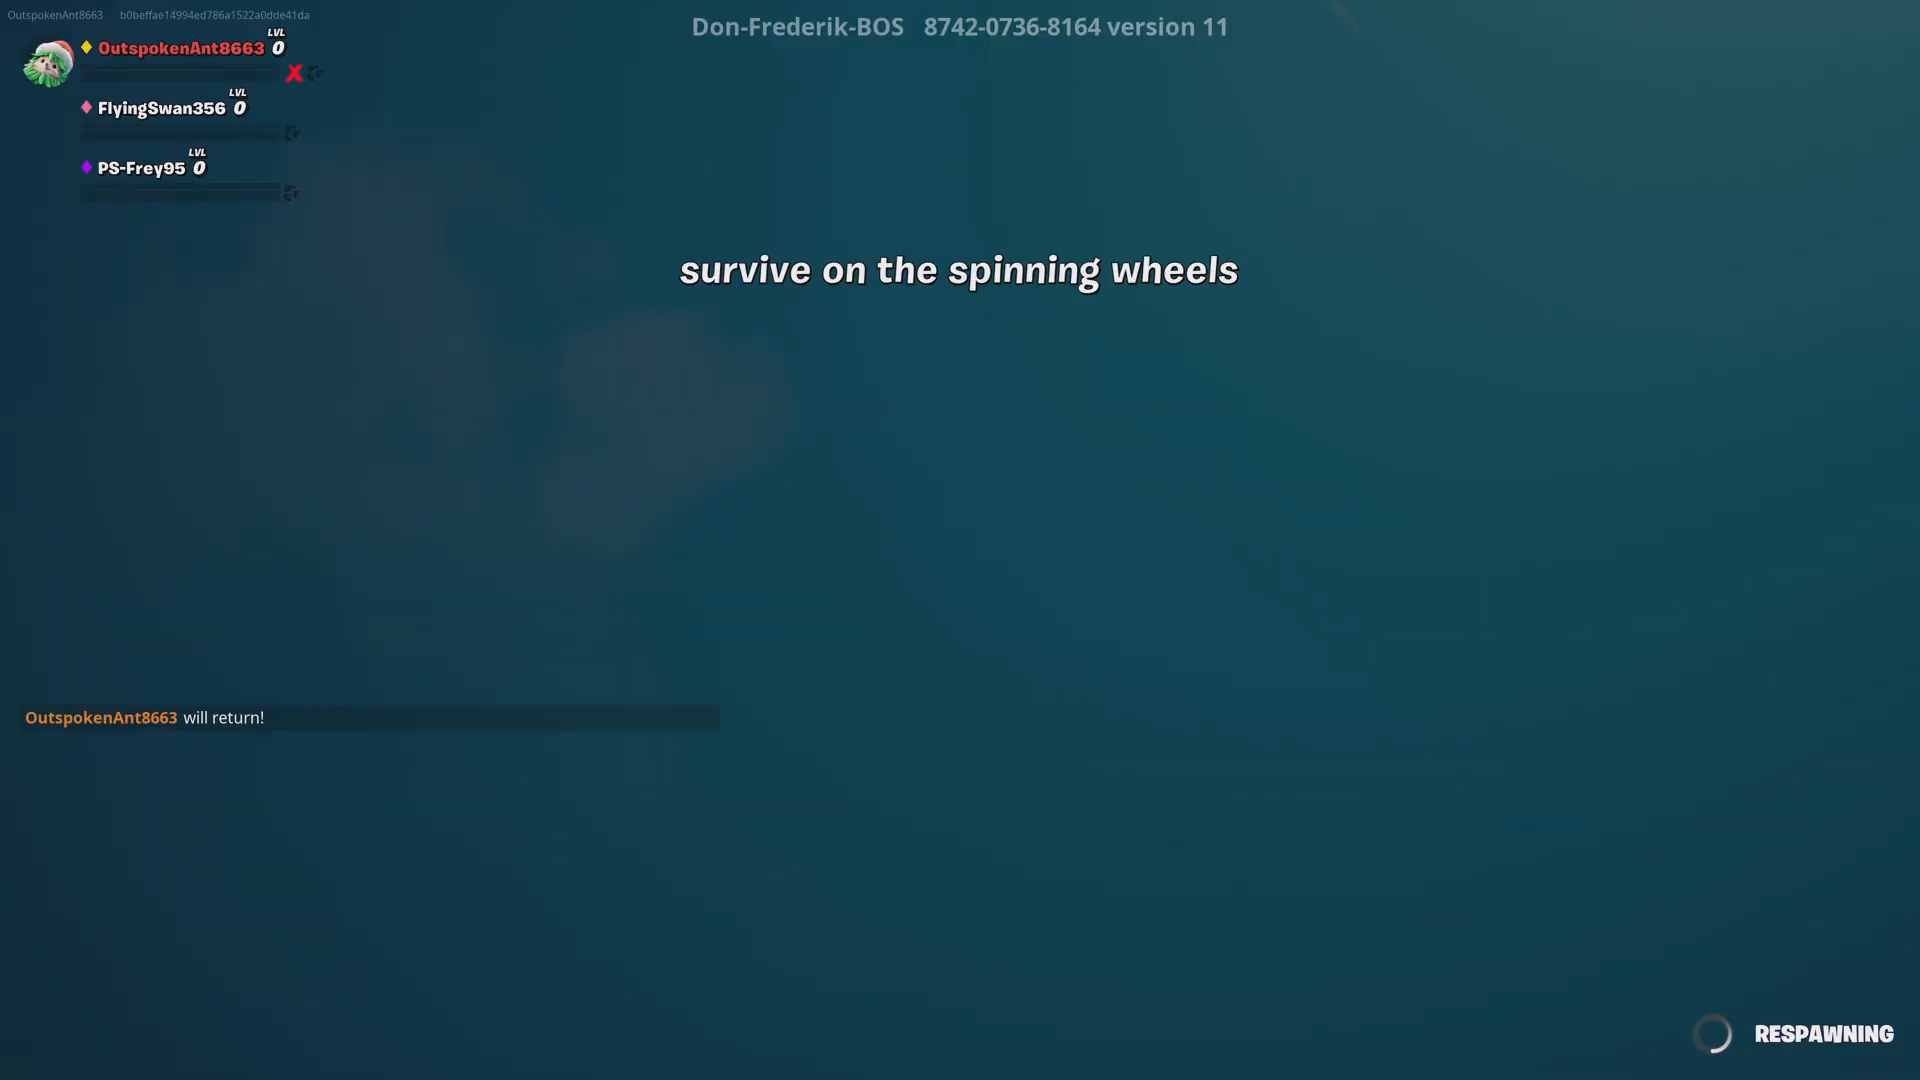 OutspokenAnt8663 b0beffae14994ed786a1522a0dde41da
Don-Frederik-BOS 8742-0736-8164 version 11
LVL
OutspokenAnt8663 0
X
LVL
FlyingSwan356 0
LVL
PS-Frey95 0
survive on the spinning wheels
OutspokenAnt8663 will return!
RESPAWNING